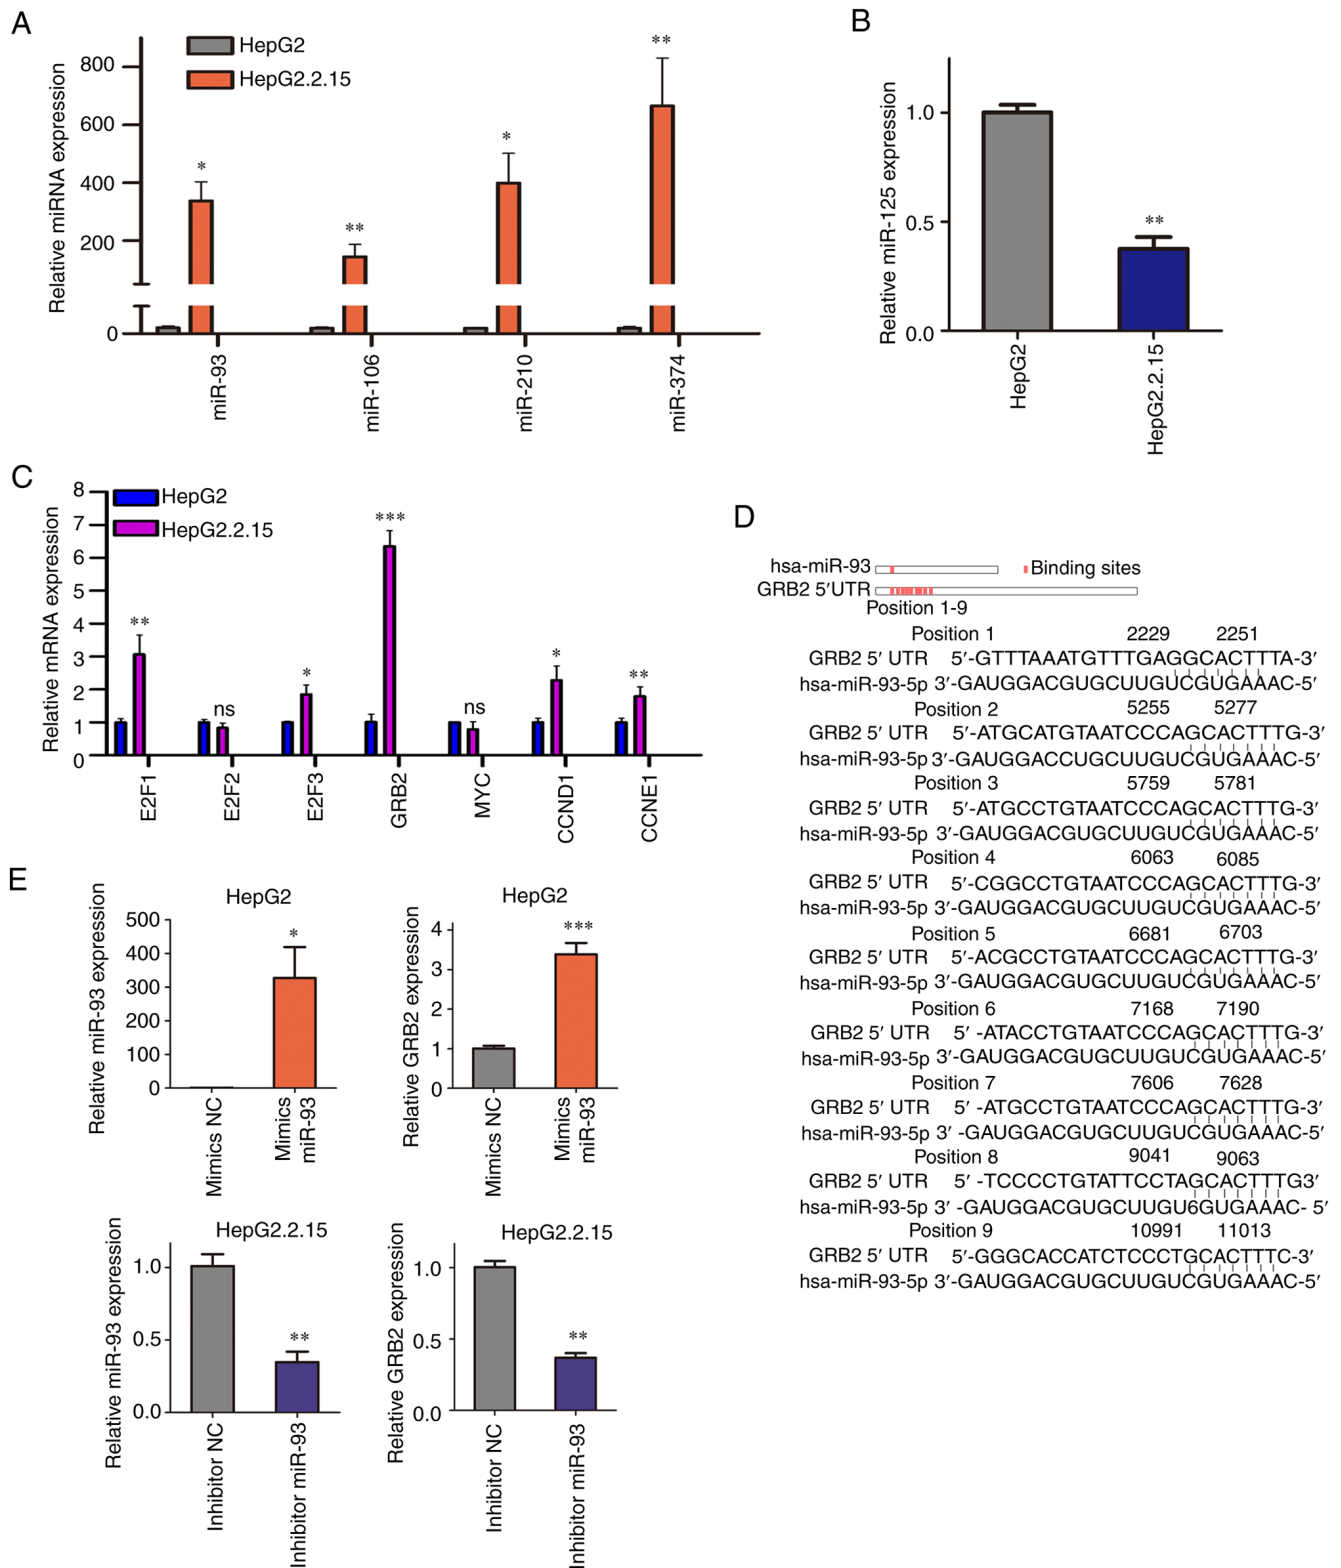 A
HepG2
HepG2.2.15
Relative miRNA expression
800
600
400
200
0
*
**
*
**
miR-93
miR-106
miR-210
miR-374
B
Relative miR-125 expression
1.0
0.5
0.0
**
HepG2
HepG2.2.15
C
HepG2
HepG2.2.15
Relative mRNA expression
8
7
6
5
4
3
2
1
0
**
ns
*
***
ns
*
**
E2F1
E2F2
E2F3
GRB2
MYC
CCND1
CCNE1
D
hsa-miR-93
Binding sites
GRB2 5′UTR
Position 1-9
Position 1 2229 2251
GRB2 5′ UTR 5′-GTTTAAATGTTTGAGGCACTTTA-3′
hsa-miR-93-5p 3′-GAUGGACGUGCUUGUCGUGAAAC-5′
Position 2 5255 5277
GRB2 5′ UTR 5′-ATGCATGTAATCCCAGCACTTTG-3′
hsa-miR-93-5p 3′-GAUGGACCUGCUUGUCGUGAAAC-5′
Position 3 5759 5781
GRB2 5′ UTR 5′-ATGCCTGTAATCCCAGCACTTTG-3′
hsa-miR-93-5p 3′-GAUGGACGUGCUUGUCGUGAAAC-5′
Position 4 6063 6085
GRB2 5′ UTR 5′-CGGCCTGTAATCCCAGCACTTTG-3′
hsa-miR-93-5p 3′-GAUGGACGUGCUUGUCGUGAAAC-5′
Position 5 6681 6703
GRB2 5′ UTR 5′-ACGCCTGTAATCCCAGCACTTTG-3′
hsa-miR-93-5p 3′-GAUGGACGUGCUUGUCGUGAAAC-5′
Position 6 7168 7190
GRB2 5′ UTR 5′ -ATACCTGTAATCCCAGCACTTTG-3′
hsa-miR-93-5p 3′-GAUGGACGUGCUUGUCGUGAAAC-5′
Position 7 7606 7628
GRB2 5′ UTR 5′ -ATGCCTGTAATCCCAGCACTTTG-3′
hsa-miR-93-5p 3′ -GAUGGACGUGCUUGUCGUGAAAC-5′
Position 8 9041 9063
GRB2 5′ UTR 5′ -TCCCCTGTATTCCTAGCACTTTG3′
hsa-miR-93-5p 3′ -GAUGGACGUGCUUGU6GUGAAAC- 5′
Position 9 10991 11013
GRB2 5′ UTR 5′-GGGCACCATCTCCCTGCACTTTC-3′
hsa-miR-93-5p 3′-GAUGGACGUGCUUGUCGUGAAAC-5′
E
HepG2
Relative miR-93 expression
500
400
300
200
100
0
*
Mimics NC
Mimics
miR-93
HepG2
Relative GRB2 expression
4
3
2
1
0
***
Mimics NC
Mimics
miR-93
HepG2.2.15
Relative miR-93 expression
1.0
0.5
0.0
**
Inhibitor NC
Inhibitor miR-93
HepG2.2.15
Relative GRB2 expression
1.0
0.5
0.0
**
Inhibitor NC
Inhibitor miR-93